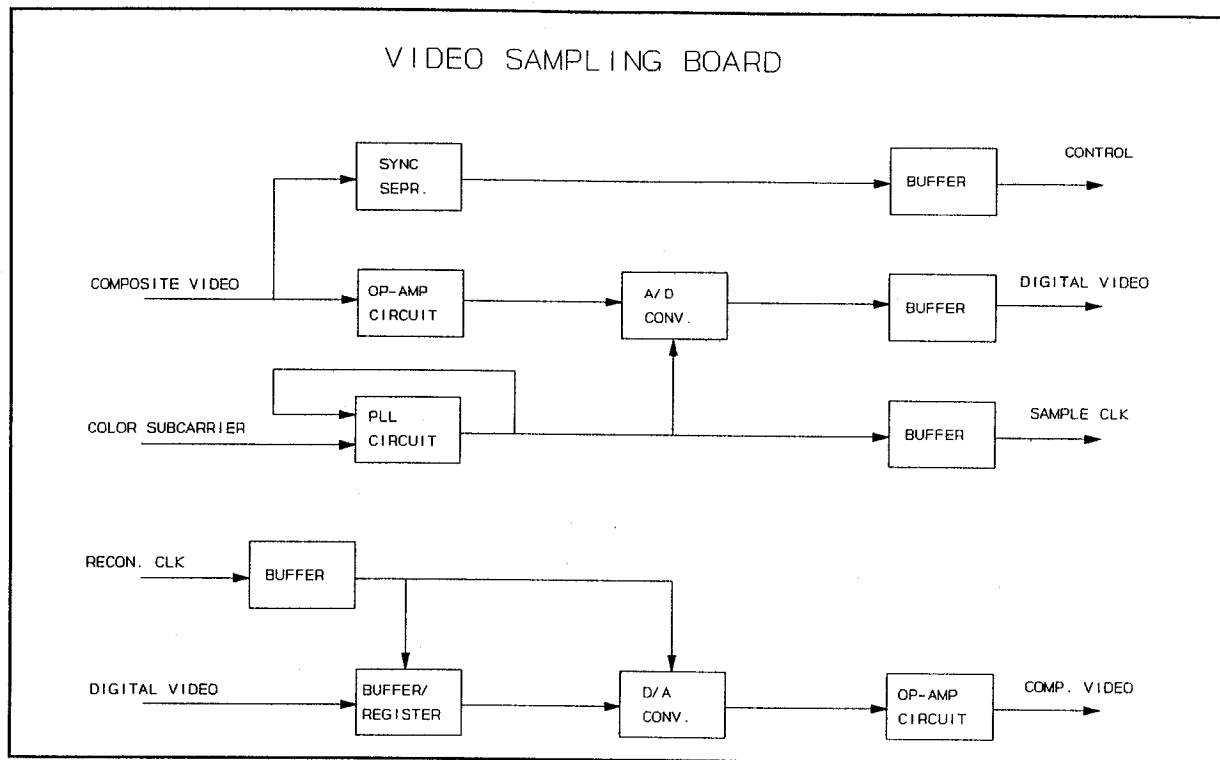 VIDEO SAMPLING BOARD
SYNC
SEPR.
BUFFER
CONTROL
COMPOSITE VIDEO
OP-AMP
CIRCUIT
A/D
CONV.
BUFFER
DIGITAL VIDEO
COLOR SUBCARRIER
PLL
CIRCUIT
BUFFER
SAMPLE CLK
RECON. CLK
BUFFER
DIGITAL VIDEO
BUFFER/
REGISTER
D/A
CONV.
OP-AMP
CIRCUIT
COMP. VIDEO